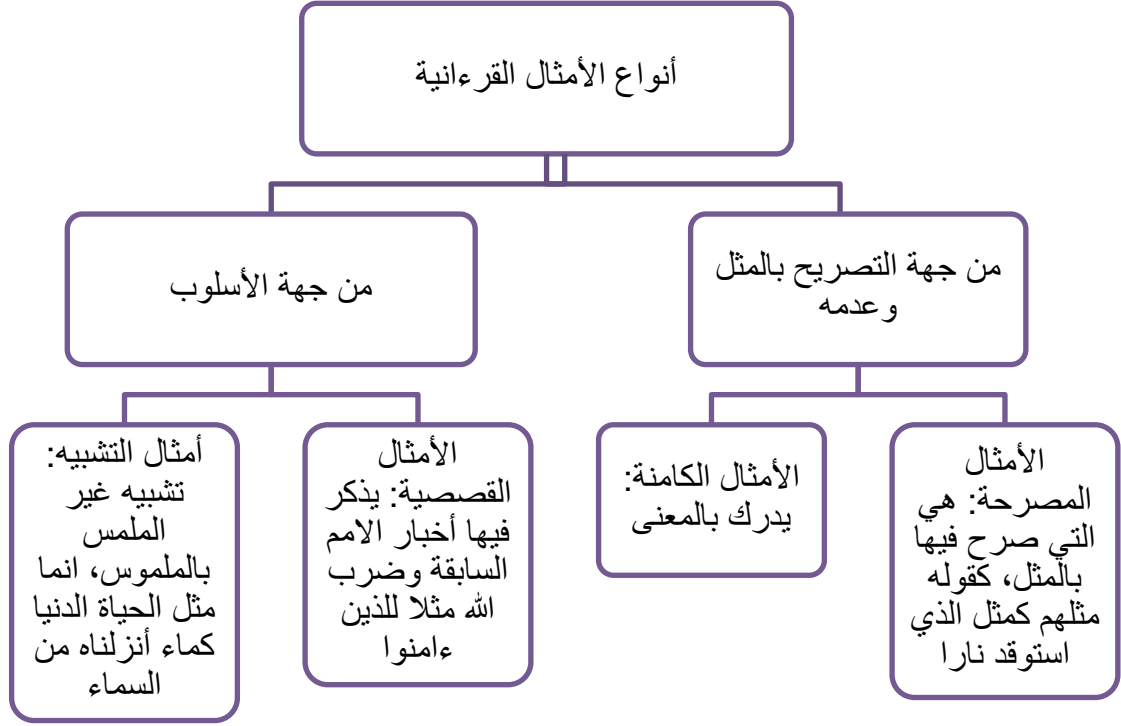 أنواع الأمثال القرءانية
من جهة التصريح بالمثل
وعدمه
من جهة الأسلوب
الأمثال
المصرحة: هي
التي صرح فيها
بالمثل، كقوله
مثلهم كمثل الذي
استوقد نارا
الأمثال الكامنة:
يدرك بالمعنى
الأمثال
القصصية: يذكر
فيها أخبار الامم
السابقة وضرب
الله مثلا للذين
ءامنوا
أمثال التشبيه:
تشبيه غير
الملمس
بالملموس، انما
مثل الحياة الدنيا
كماء أنزلناه من
السماء